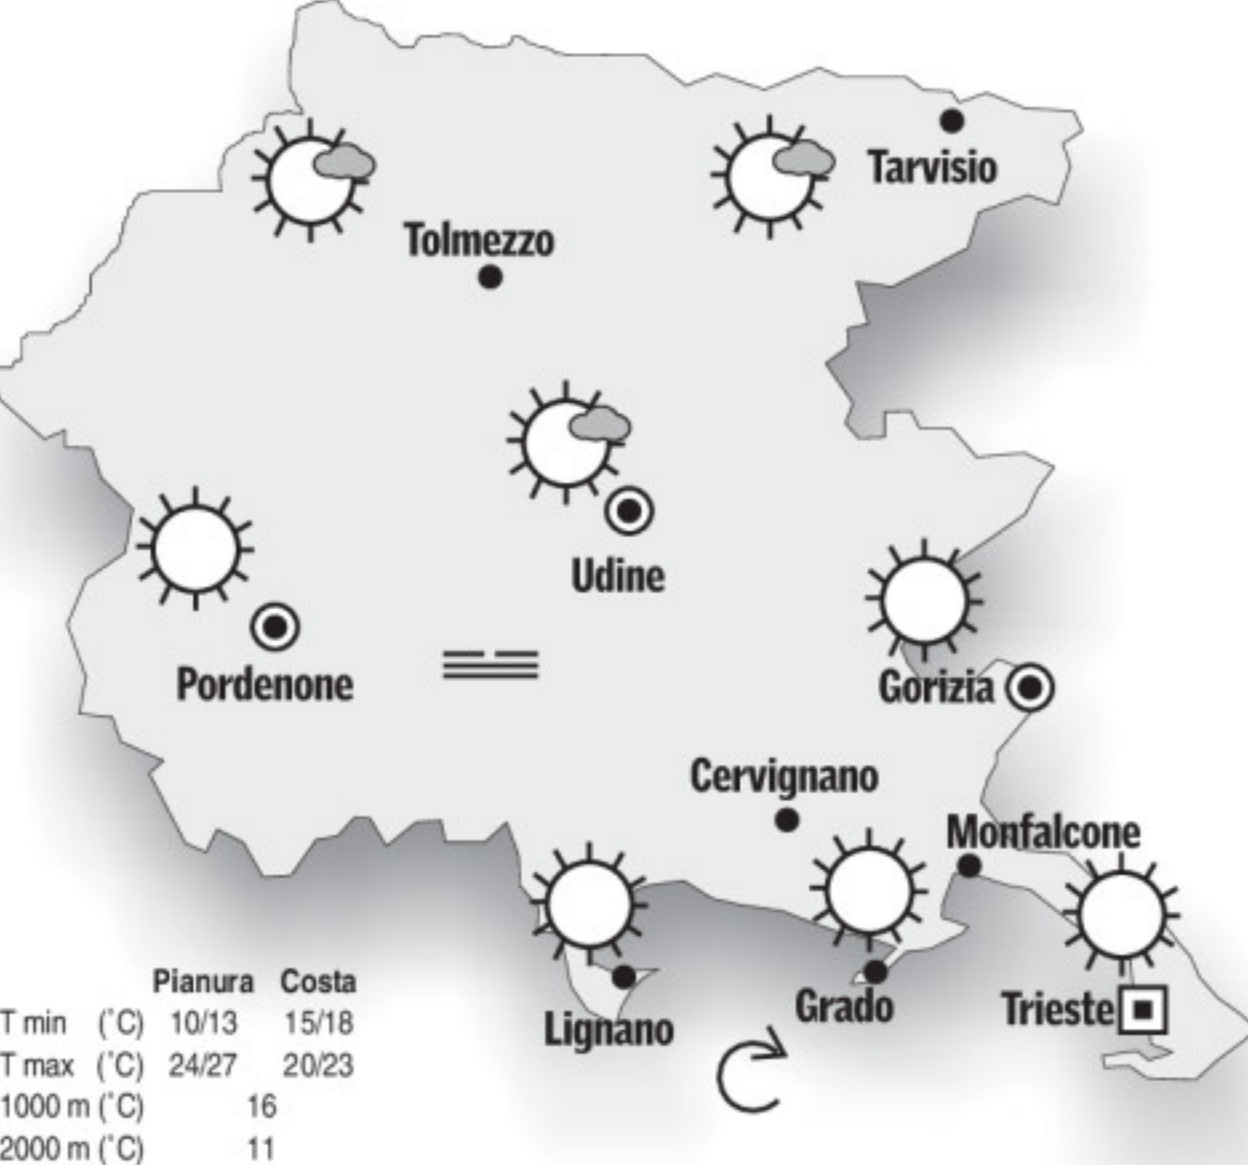 Tarvisio
Tolmezzo
Udine
Pordenone
Gorizia
Cervignano
Monfalcone
Pianura Costa
T min (°C) 10/13 15/18
Grado
Trieste
Lignano
T max (°C) 24/27 20/23
1000 m (°C) 16
2000 m (°C) 11